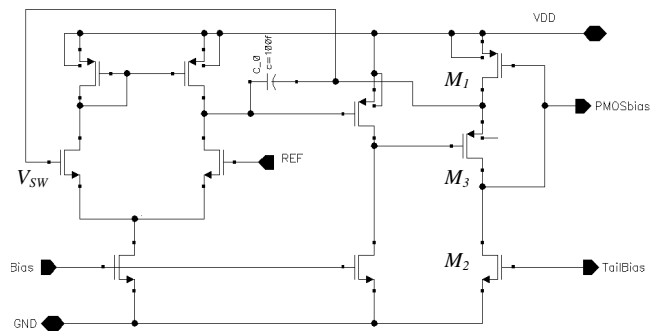 VDD
C_0
c=100f
M1
PMOSbias
REF
VSW
M3
Bias
M2
TailBias
GND